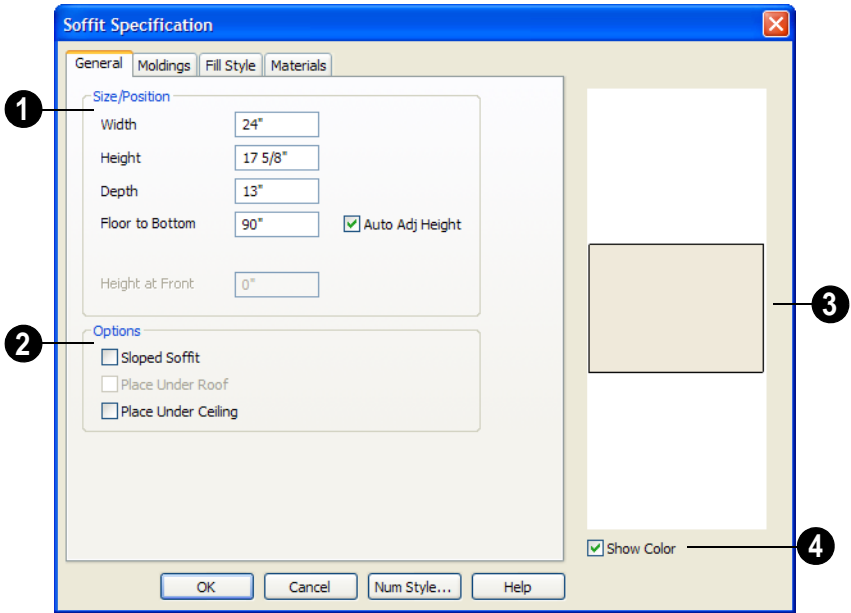 Soffit Specification
General Moldings Fill Style Materials
1
Size/Position
Width 24"
Height 17 5/8"
Depth 13"
Floor to Bottom 90" Auto Adj Height
Height at Front 0"
2
Options
Sloped Soffit
Place Under Roof
Place Under Ceiling
3
Show Color
4
OK Cancel Num Style... Help